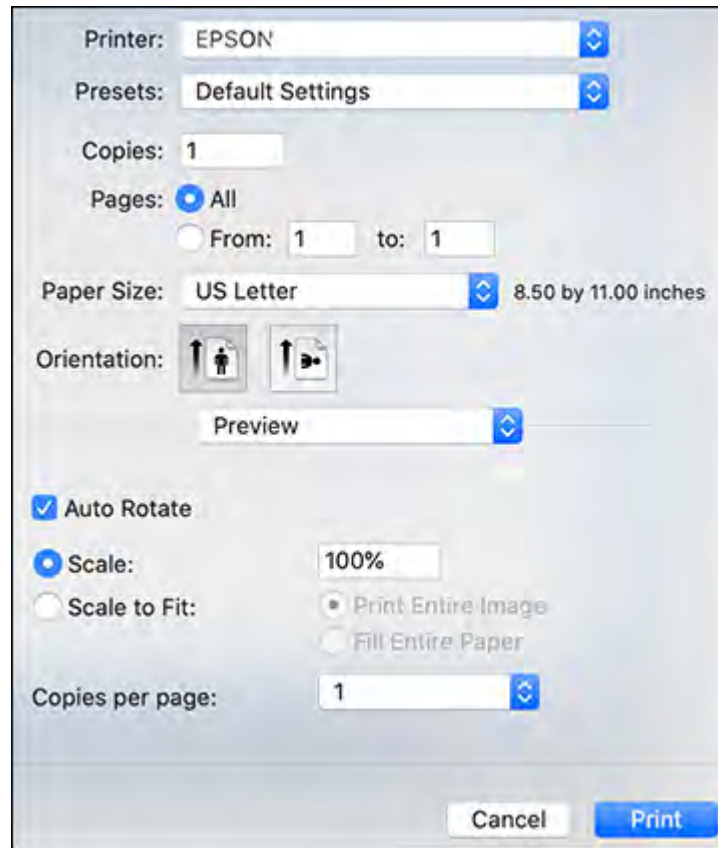 Printer: EPSON
Presets: Default Settings
Copies: 1
Pages: All
From: 1 to: 1
Paper Size: US Letter 8.50 by 11.00 inches
Orientation:
Preview
Auto Rotate
Scale: 100%
Scale to Fit: Print Entire Image
Fill Entire Paper
Copies per page: 1
Cancel Print